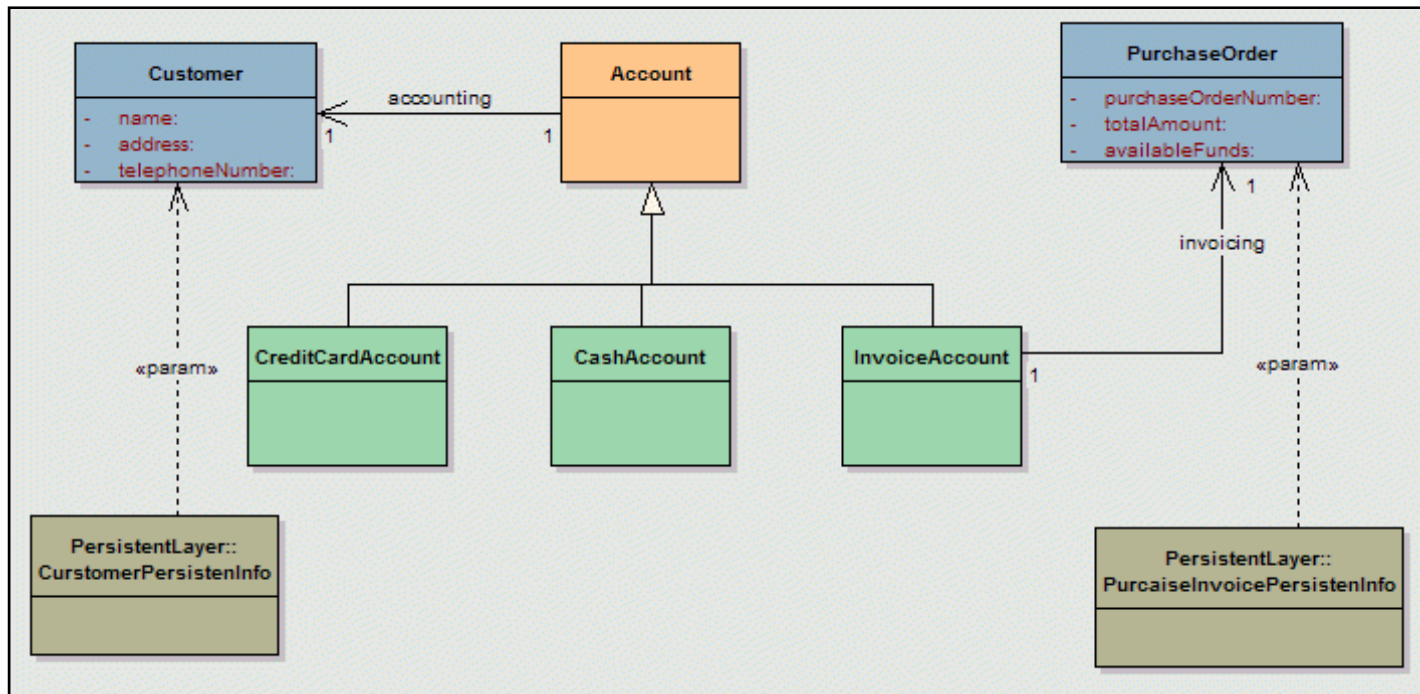 Customer
- name:
- address:
- telephoneNumber:
accounting
1
1
Account
PurchaseOrder
- purchaseOrderNumber:
- totalAmount:
- availableFunds:
1
invoicing
CreditCardAccount
CashAccount
InvoiceAccount
1
«param»
«param»
PersistentLayer::
CurstomerPersistenInfo
PersistentLayer::
PurcaiseInvoicePersistenInfo